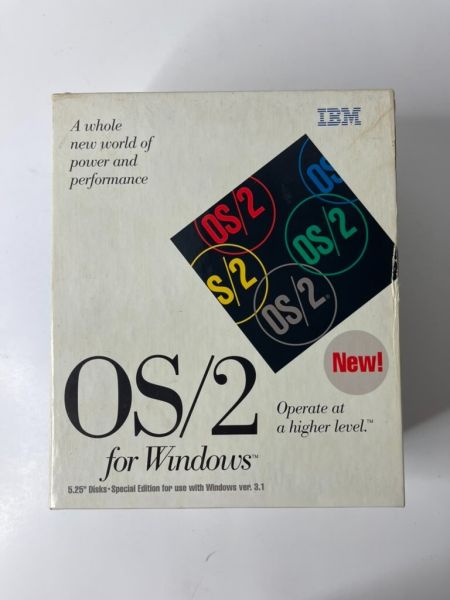 A whole
new world of
power and
performance
IBM
OS
OS/2
OS/2
S/2
OS/2
New!
OS/2
for Windows™
Operate at
a higher level.™
5.25" Disks • Special Edition for use with Windows ver. 3.1